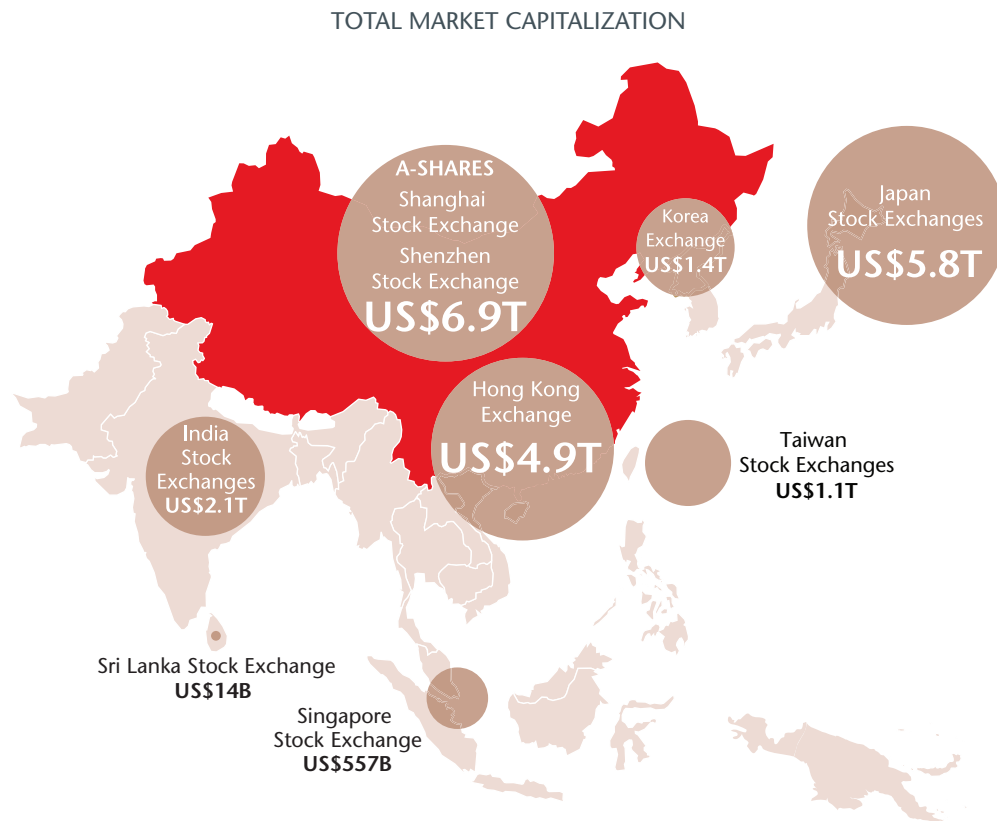 TOTAL MARKET CAPITALIZATION
A-SHARES
Shanghai
Stock Exchange
Shenzhen
Stock Exchange
US$6.9T
Korea
Exchange
US$1.4T
Japan
Stock Exchanges
US$5.8T
Hong Kong
Exchange
US$4.9T
India
Stock
Exchanges
US$2.1T
Taiwan
Stock Exchanges
US$1.1T
Sri Lanka Stock Exchange
US$14B
Singapore
Stock Exchange
US$557B